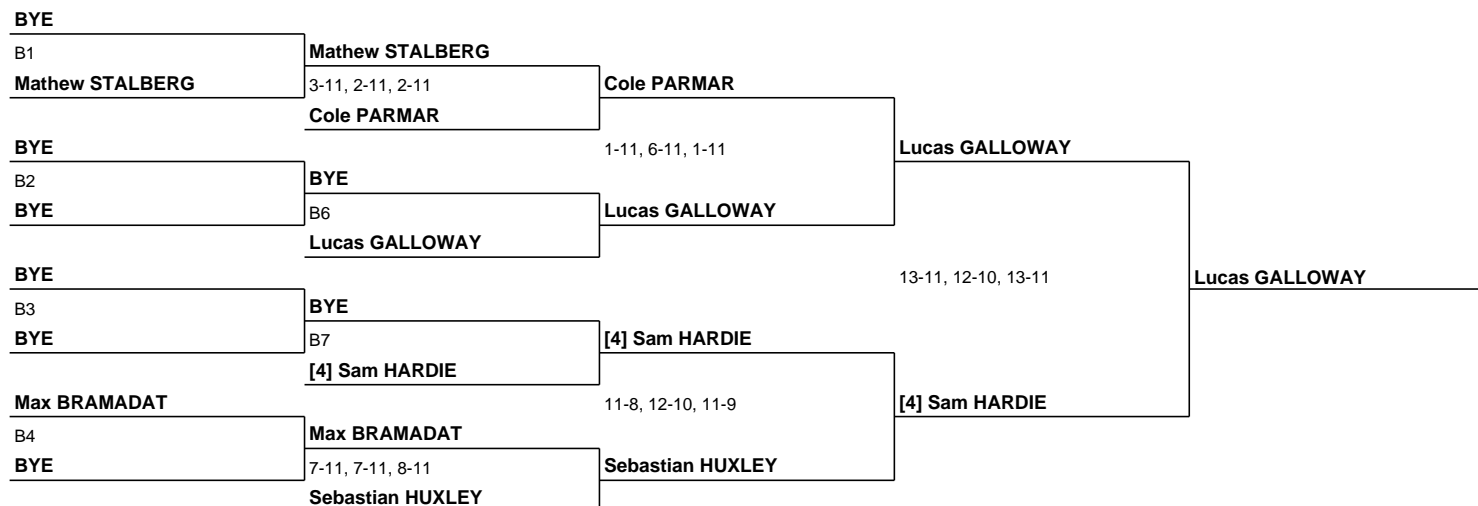 BYE
B1
Mathew STALBERG
Mathew STALBERG
3-11, 2-11, 2-11
Cole PARMAR
Cole PARMAR
BYE
B2
BYE
BYE
B6
Lucas GALLOWAY
Lucas GALLOWAY
1-11, 6-11, 1-11
Lucas GALLOWAY
BYE
B3
BYE
BYE
B7
[4] Sam HARDIE
[4] Sam HARDIE
Max BRAMADAT
B4
BYE
Max BRAMADAT
7-11, 7-11, 8-11
Sebastian HUXLEY
Sebastian HUXLEY
11-8, 12-10, 11-9
[4] Sam HARDIE
13-11, 12-10, 13-11
Lucas GALLOWAY